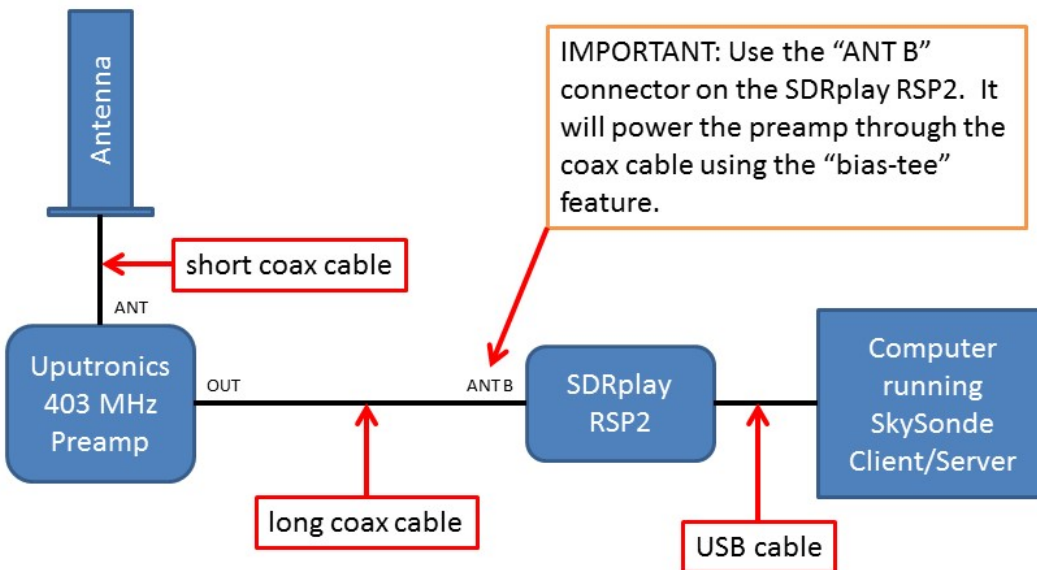 Antenna
IMPORTANT: Use the “ANT B”
connector on the SDRplay RSP2.  It
will power the preamp through the
coax cable using the “bias-tee”
feature.
short coax cable
ANT
Uputronics
403 MHz
Preamp
OUT
ANT B
SDRplay
RSP2
Computer
running
SkySonde
Client/Server
long coax cable
USB cable